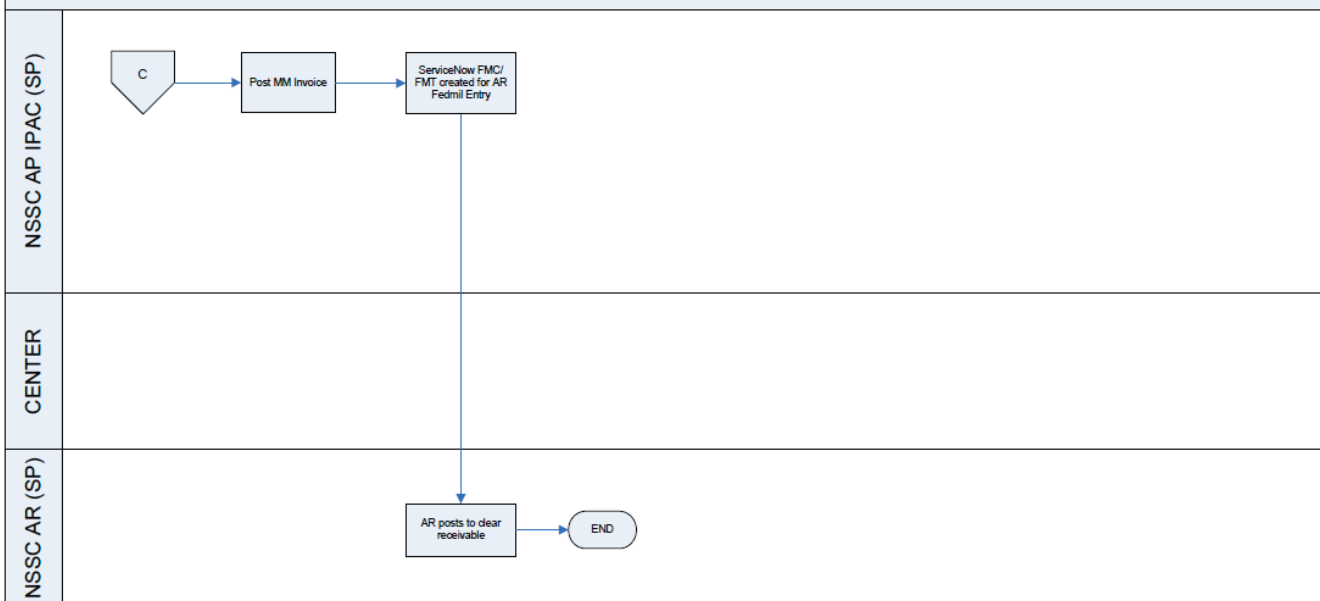 NSSC AP IPAC (SP)
C
Post MM Invoice
ServiceNow FMC/
FMT created for AR
Fedmil Entry
CENTER
NSSC AR (SP)
AR posts to clear
receivable
END